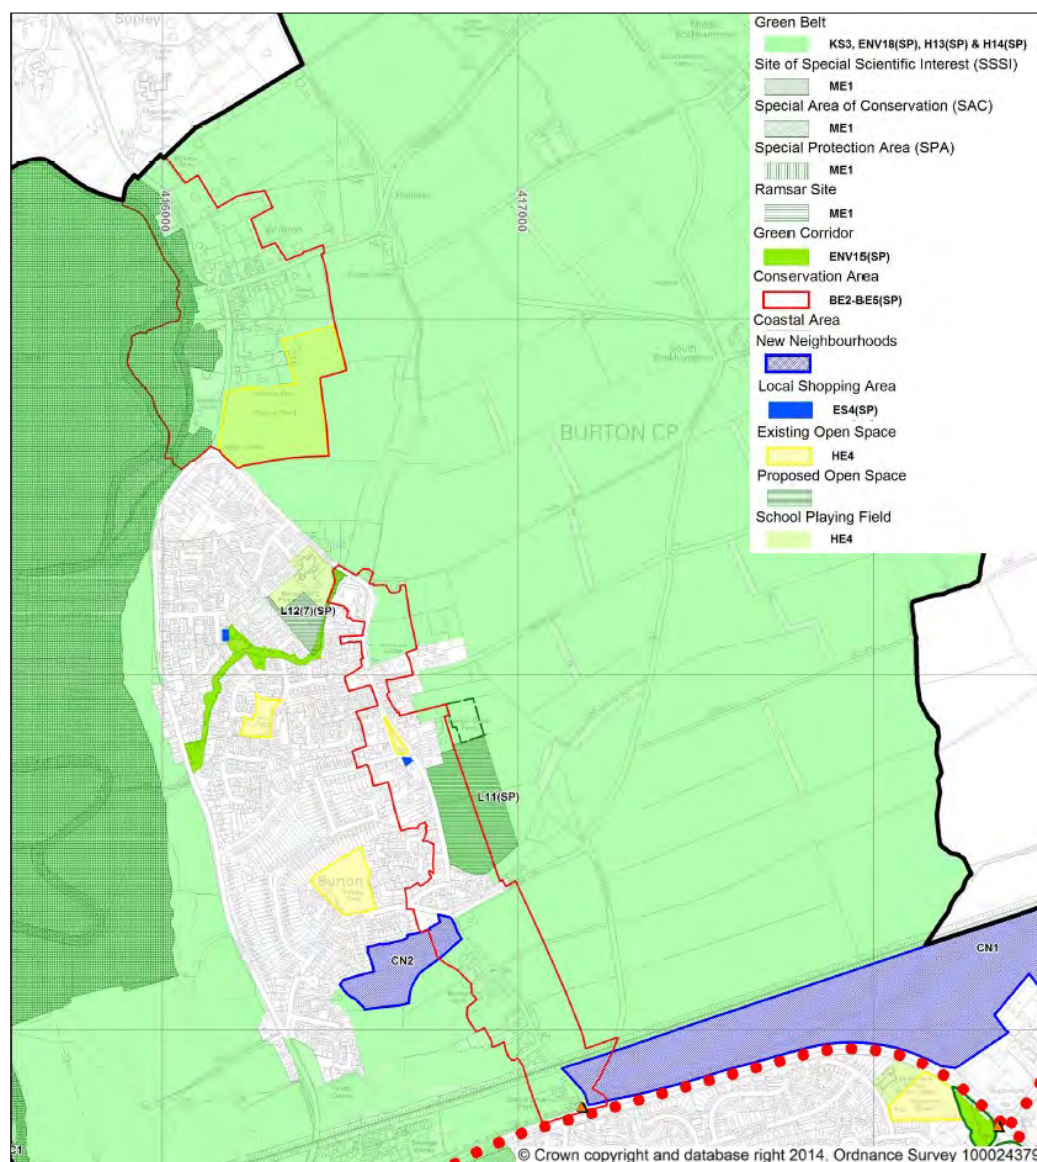 Sopley
416000
417000
BURTON CP
L12(7)(SP)
L11(SP)
Burton
CN2
CN1
Green Belt
KS3, ENV18(SP), H13(SP) & H14(SP)
Site of Special Scientific Interest (SSSI)
ME1
Special Area of Conservation (SAC)
ME1
Special Protection Area (SPA)
ME1
Ramsar Site
ME1
Green Corridor
ENV15(SP)
Conservation Area
BE2-BE5(SP)
Coastal Area
New Neighbourhoods
Local Shopping Area
ES4(SP)
Existing Open Space
HE4
Proposed Open Space
School Playing Field
HE4
© Crown copyright and database right 2014. Ordnance Survey 100024379